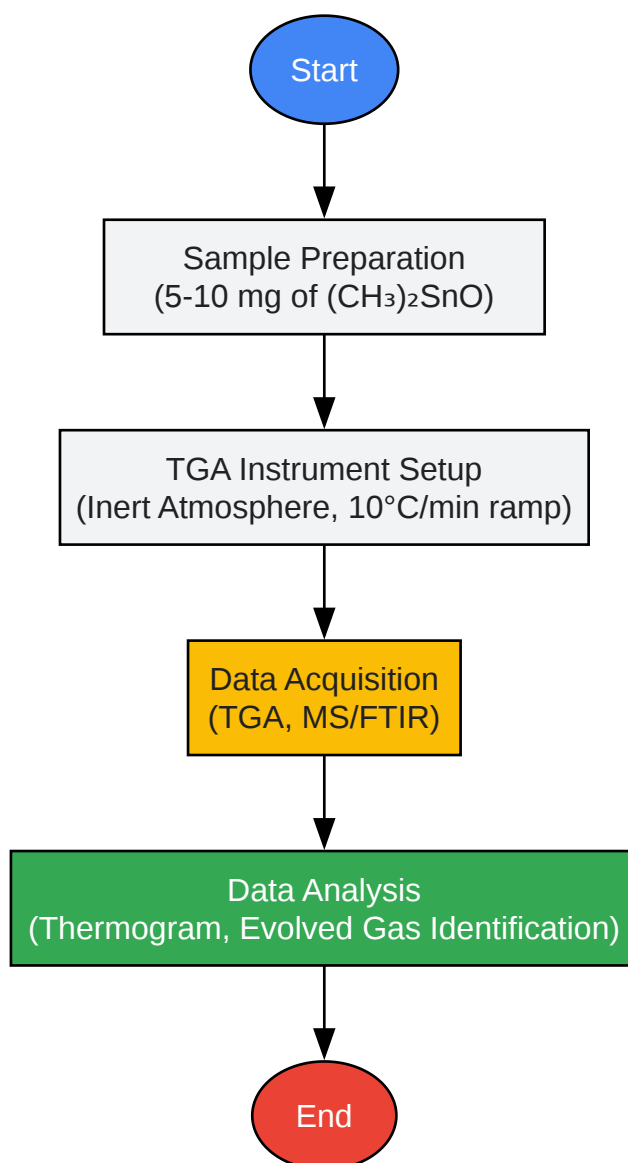 Start
Sample Preparation
(5-10 mg of (CH₃)₂SnO)
TGA Instrument Setup
(Inert Atmosphere, 10°C/min ramp)
Data Acquisition
(TGA, MS/FTIR)
Data Analysis
(Thermogram, Evolved Gas Identification)
End